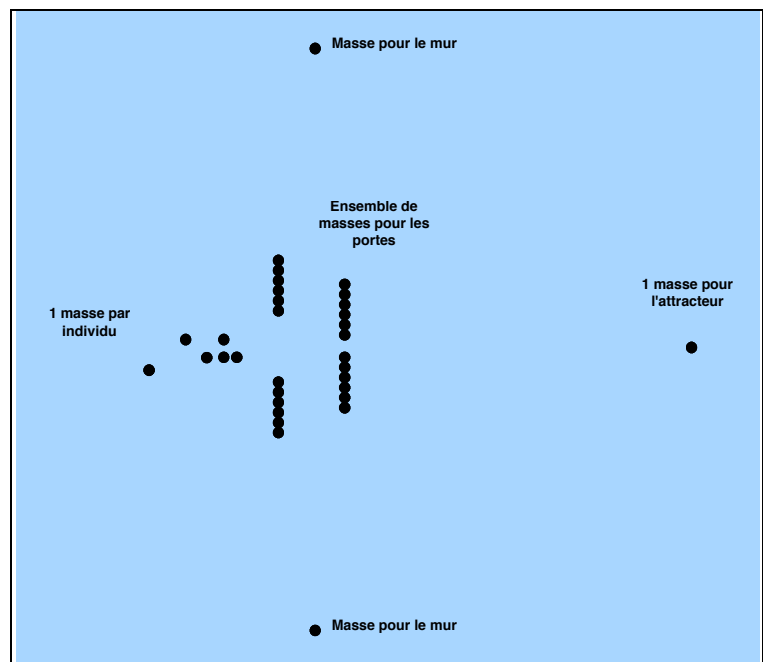 Masse pour le mur
Ensemble de
masses pour les
portes
1 masse par
individu
1 masse pour
l'attracteur
Masse pour le mur